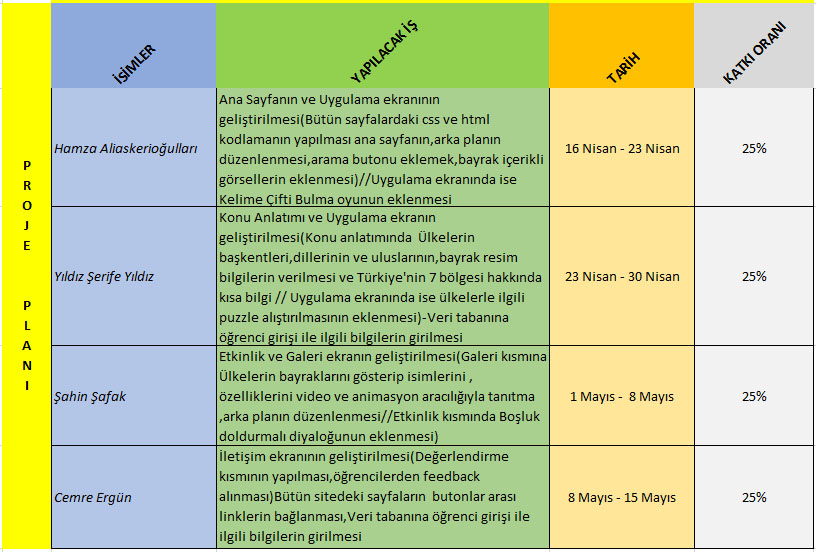 İSİMLER
YAPILACAK İŞ
TARİH
KATKI ORANI
PROJE PLANI
Hamza Aliaskerioğulları
Ana Sayfanın ve Uygulama ekranının
geliştirilmesi(Bütün sayfalardaki css ve html
kodlamanın yapılması ana sayfanın,arka planın
düzenlenmesi,arama butonu eklemek,bayrak içerikli
görsellerin eklenmesi)//Uygulama ekranında ise
Kelime Çifti Bulma oyunun eklenmesi
16 Nisan - 23 Nisan
25%
Yıldız Şerife Yıldız
Konu Anlatımı ve Uygulama ekranın
geliştirilmesi(Konu anlatımında  Ülkelerin
başkentleri,dillerinin ve uluslarının,bayrak resim
bilgilerin verilmesi ve Türkiye'nin 7 bölgesi hakkında
kısa bilgi // Uygulama ekranında ise ülkelerle ilgili
puzzle alıştırılmasının eklenmesi)-Veri tabanına
öğrenci girişi ile ilgili bilgilerin girilmesi
23 Nisan - 30 Nisan
25%
Şahin Şafak
Etkinlik ve Galeri ekranın geliştirilmesi(Galeri kısmına
Ülkelerin bayraklarını gösterip isimlerini ,
özelliklerini video ve animasyon aracılığıyla tanıtma
,arka planın düzenlenmesi//Etkinlik kısmında Boşluk
doldurmalı diyaloğunun eklenmesi)
1 Mayıs -  8 Mayıs
25%
Cemre Ergün
İletişim ekranının geliştirilmesi(Değerlendirme
kısmının yapılması,öğrencilerden feedback
alınması)Bütün sitedeki sayfaların  butonlar arası
linklerin bağlanması,Veri tabanına öğrenci girişi ile
ilgili bilgilerin girilmesi
8 Mayıs - 15 Mayıs
25%